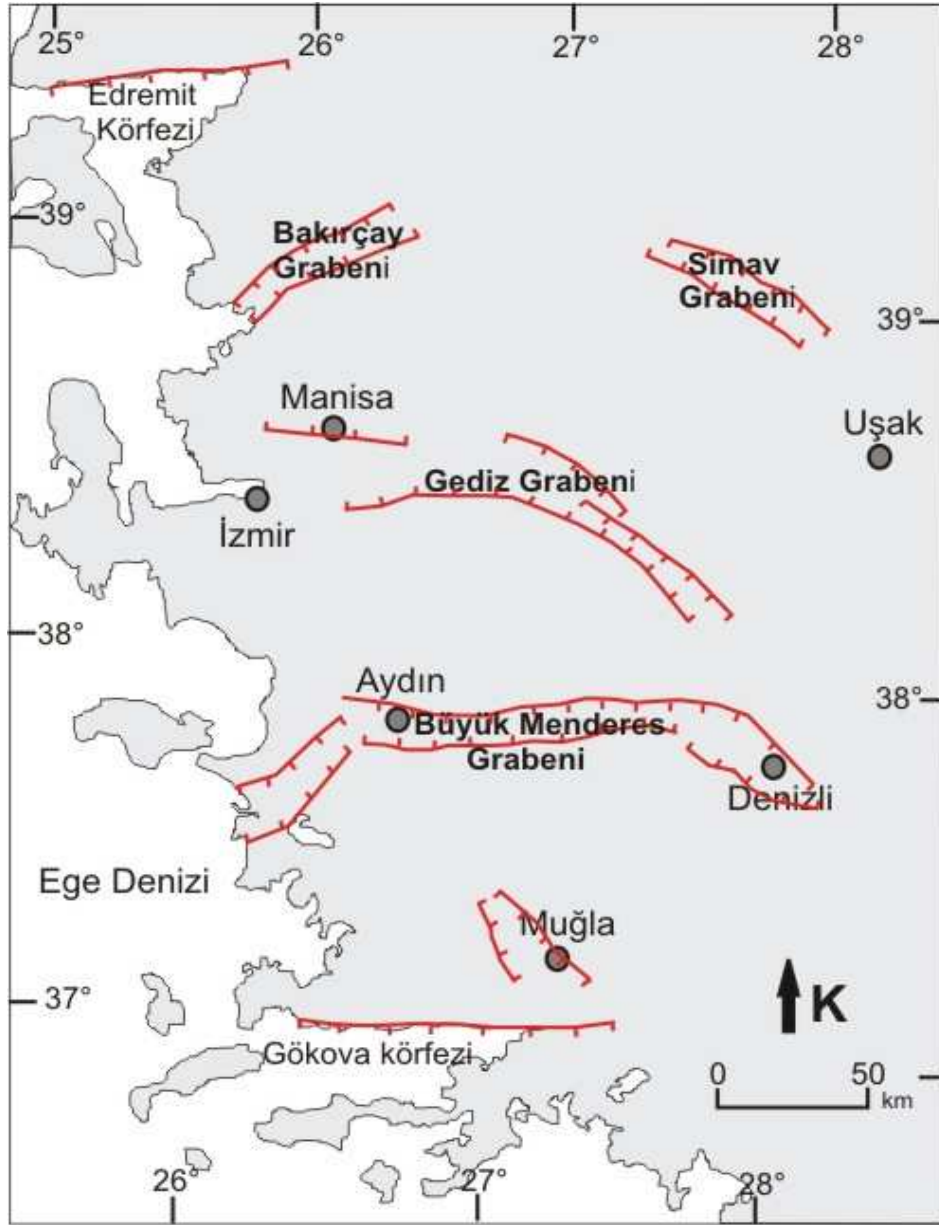 25°
26°
27°
28°
Edremit
Körfezi
39°
Bakırçay
Grabeni
Simav
Grabeni
39°
Manisa
Uşak
Gediz Grabeni
İzmir
38°
Aydın
38°
Büyük Menderes
Grabeni
Denizli
Ege Denizi
Muğla
37°
K
Gökova körfezi
0 50
km
26°
27°
28°